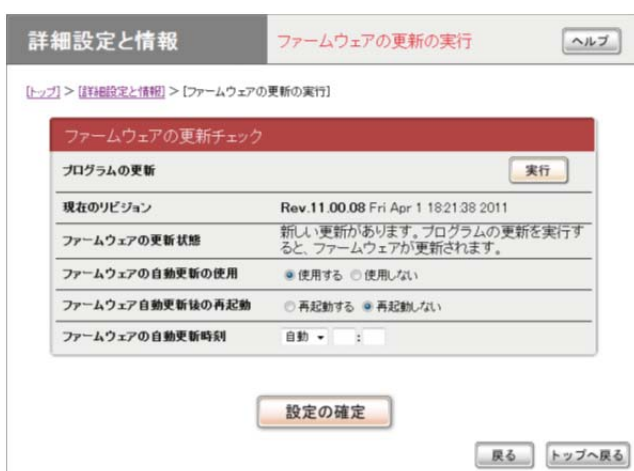 詳細設定と情報
ファームウェアの更新の実行
ヘルプ
[トップ] > [詳細設定と情報] > [ファームウェアの更新の実行]
ファームウェアの更新チェック
プログラムの更新
実行
現在のリビジョン
Rev.11.00.08 Fri Apr 1 18:21:38 2011
ファームウェアの更新状態
新しい更新があります。プログラムの更新を実行す
ると、ファームウェアが更新されます。
ファームウェアの自動更新の使用
使用する 使用しない
ファームウェア自動更新後の再起動
再起動する 再起動しない
ファームウェアの自動更新時刻
自動 :
設定の確定
戻る
トップへ戻る